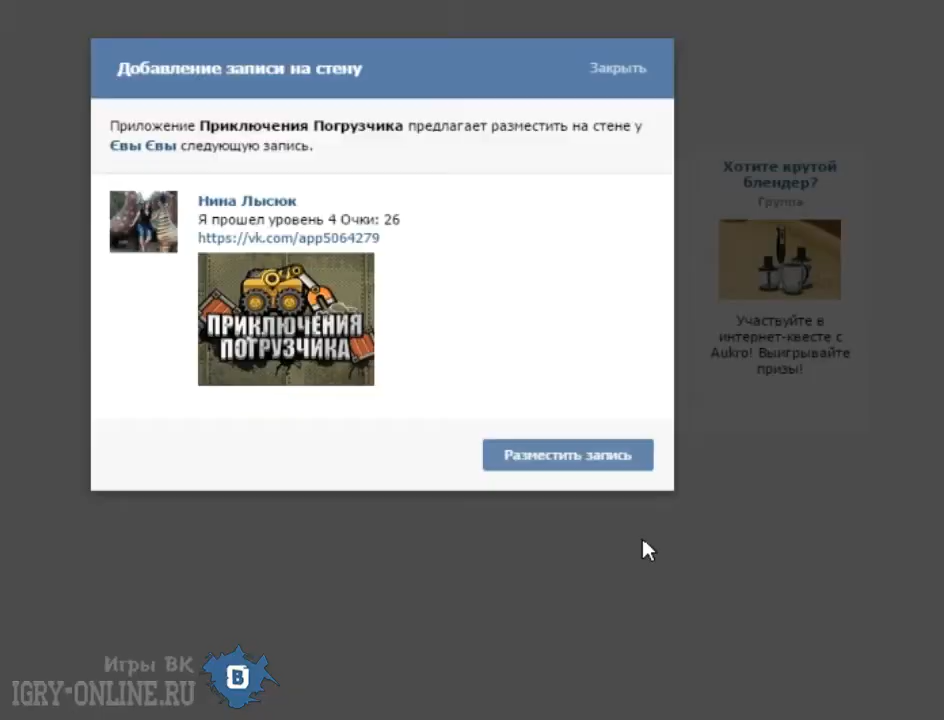 Добавление записи на стену
Закрыть
Приложение Приключения Погрузчика предлагает разместить на стене у
Євы Євы следующую запись.
Нина Лысюк
Я прошел уровень 4 Очки: 26
https://vk.com/app5064279
ПРИКЛЮЧЕНИЯ
ПОГРУЗЧИКА
Разместить запись
Хотите крутой
блендер?
Группа
Участвуйте в
интернет-квесте с
Aukro! Выигрывайте
призы!
Игры ВК
IGRY-ONLINE.RU
В